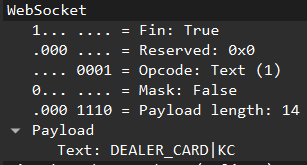 WebSocket
1... .... = Fin: True
.000 .... = Reserved: 0x0
.... 0001 = Opcode: Text (1)
0... .... = Mask: False
.000 1110 = Payload length: 14
Payload
Text: DEALER_CARD|KC